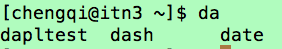 [chengqi@itn3 ~]$ da
dapltest dash date